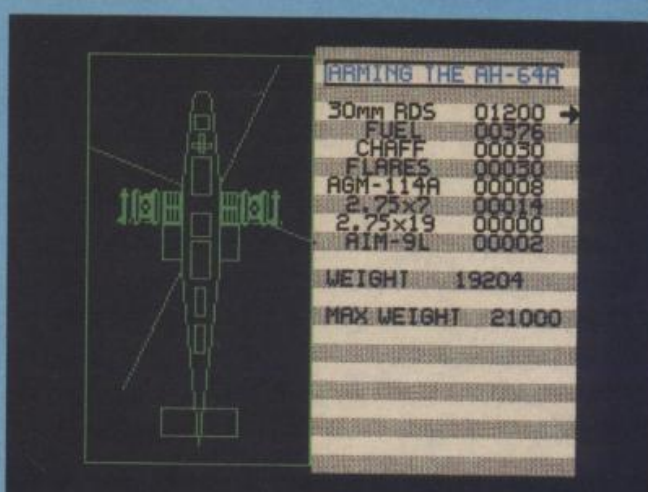 ARMING THE AH-64A
30MM RDS 01200 →
FUEL 00376
CHAFF 00030
FLARES 00030
AGM-114A 00008
2.75x7 00014
2.75x19 00000
AIM-9L 00002
WEIGHT 19204
MAX WEIGHT 21000